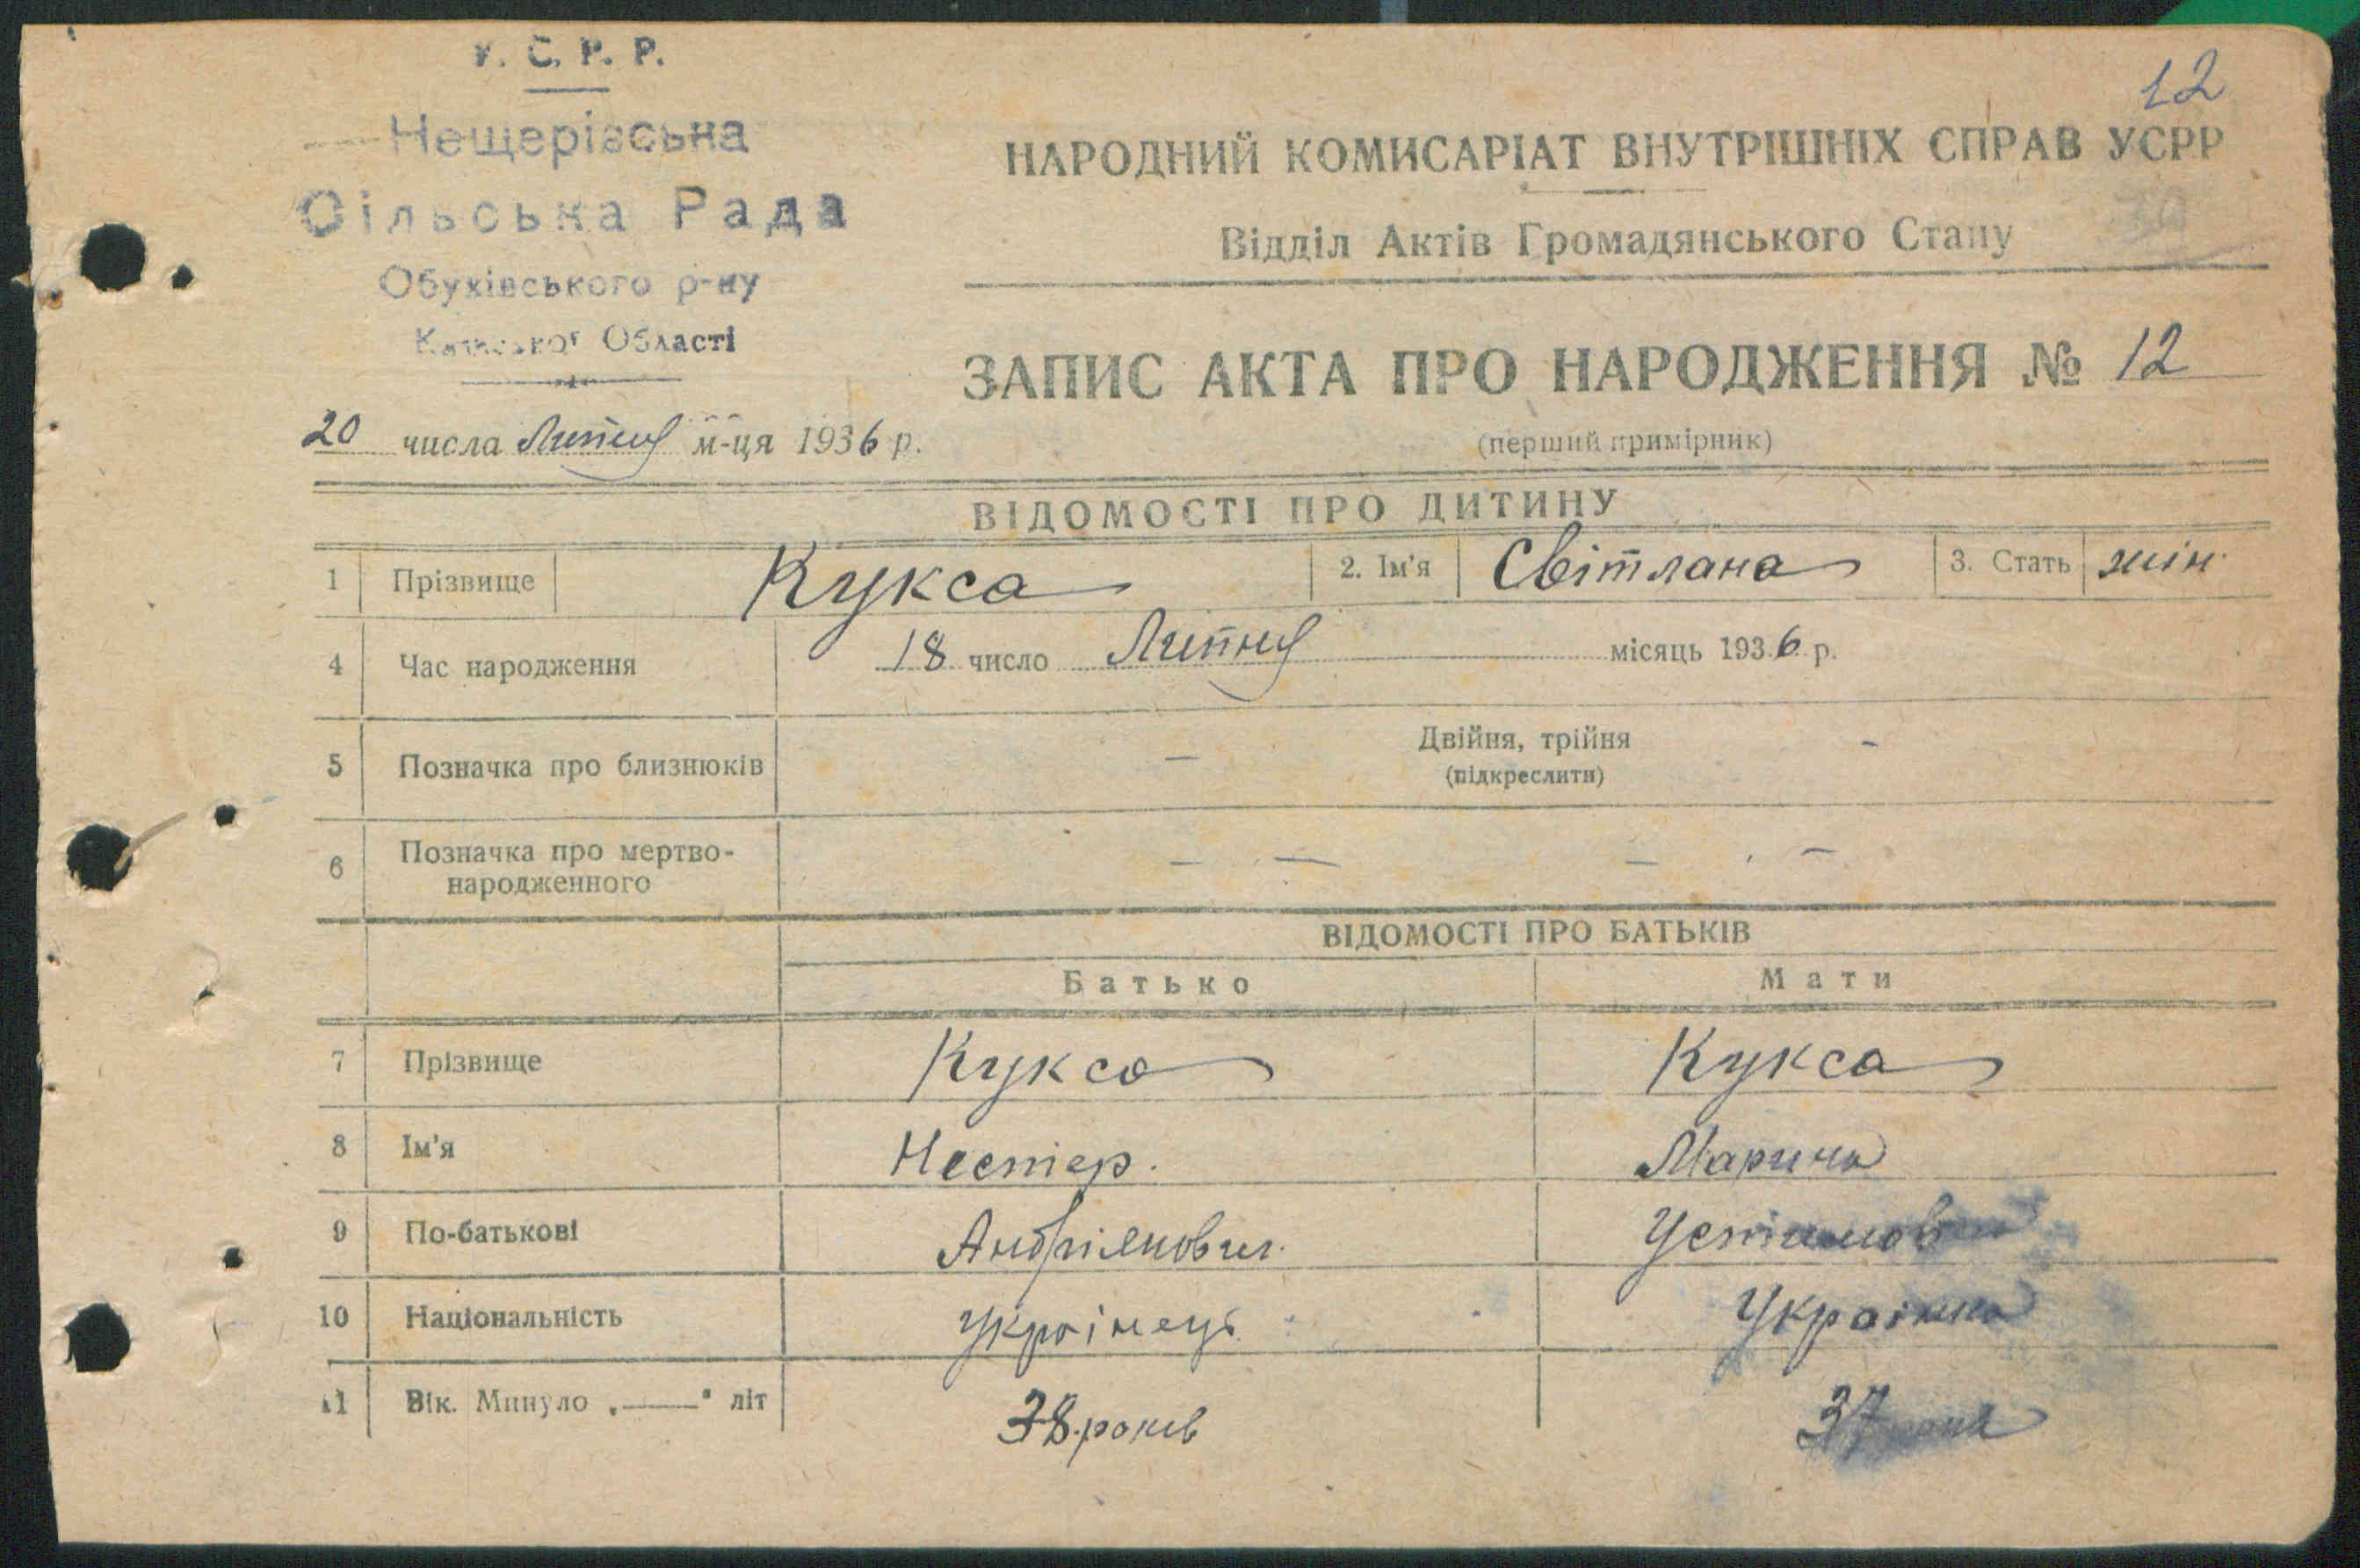 У. С. Р. Р.
Нещерівська
Сільська Рада
Обухівського р-ну
Київської Області
20 числа Липня м-ця 1936 р.
12
НАРОДНИЙ КОМИСАРІАТ ВНУТРІШНІХ СПРАВ УСРР
Відділ Актів Громадянського Стану
ЗАПИС АКТА ПРО НАРОДЖЕННЯ № 12
(перший примірник)
ВІДОМОСТІ ПРО ДИТИНУ
1 Прізвище Кукса 2. Ім'я Світлана 3. Стать жін.
4 Час народження 18 число Липня місяць 1936 р.
5 Позначка про близнюків — Двійня, трійня -
(підкреслити)
6 Позначка про мертво-
народженного — — — —
ВІДОМОСТІ ПРО БАТЬКІВ
Батько Мати
7 Прізвище Кукса Кукса
8 Ім'я Нестер. Марина
9 По-батькові Андріянович.
10 Національність Українець Українка
11 Вік. Минуло „——" літ 38 років 37